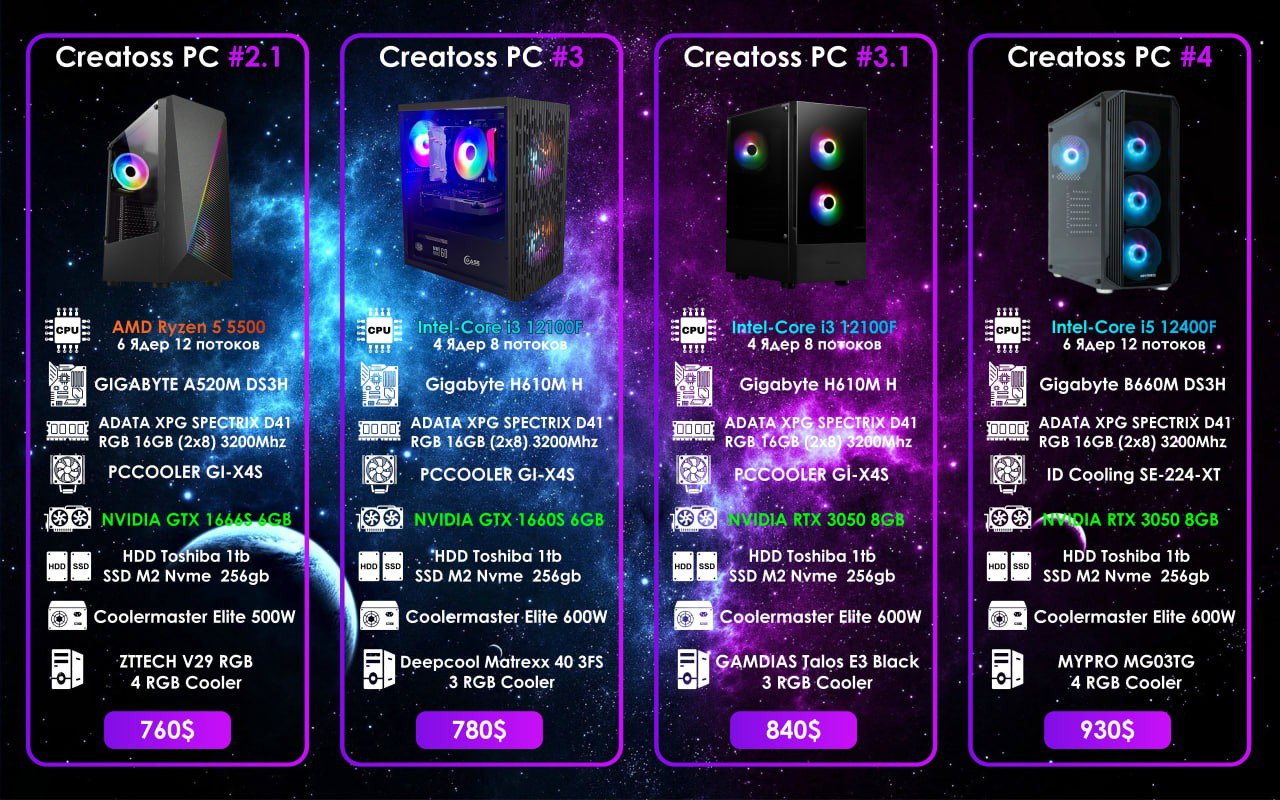 Creatoss PC #2.1
CPU
AMD Ryzen 5 5500
6 Ядер 12 потоков
GIGABYTE A520M DS3H
ADATA XPG SPECTRIX D41
RGB 16GB (2x8) 3200Mhz
PCCOOLER GI-X4S
NVIDIA GTX 1666S 6GB
HDD SSD
HDD Toshiba 1tb
SSD M2 Nvme 256gb
Coolermaster Elite 500W
ZTTECH V29 RGB
4 RGB Cooler
760$
Creatoss PC #3
CASE
CPU
Intel-Core i3 12100F
4 Ядер 8 потоков
Gigabyte H610M H
ADATA XPG SPECTRIX D41
RGB 16GB (2x8) 3200Mhz
PCCOOLER GI-X4S
NVIDIA GTX 1660S 6GB
HDD SSD
HDD Toshiba 1tb
SSD M2 Nvme 256gb
Coolermaster Elite 600W
Deepcool Matrexx 40 3FS
3 RGB Cooler
780$
Creatoss PC #3.1
CPU
Intel-Core i3 12100F
4 Ядер 8 потоков
Gigabyte H610M H
ADATA XPG SPECTRIX D41
RGB 16GB (2x8) 3200Mhz
PCCOOLER GI-X4S
NVIDIA RTX 3050 8GB
HDD SSD
HDD Toshiba 1tb
SSD M2 Nvme 256gb
Coolermaster Elite 600W
GAMDIAS Talos E3 Black
3 RGB Cooler
840$
Creatoss PC #4
CPU
Intel-Core i5 12400F
6 Ядер 12 потоков
Gigabyte B660M DS3H
ADATA XPG SPECTRIX D41
RGB 16GB (2x8) 3200Mhz
ID Cooling SE-224-XT
NVIDIA RTX 3050 8GB
HDD SSD
HDD Toshiba 1tb
SSD M2 Nvme 256gb
Coolermaster Elite 600W
MYPRO MG03TG
4 RGB Cooler
930$